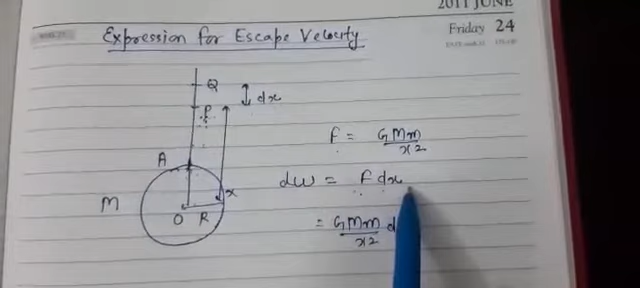 2011 JUNE
Friday 24
Expression for Escape Velocity
Q
dx
P
F = GMm
x2
A
dw = F dx
x
M
O R
= GMm d
x2